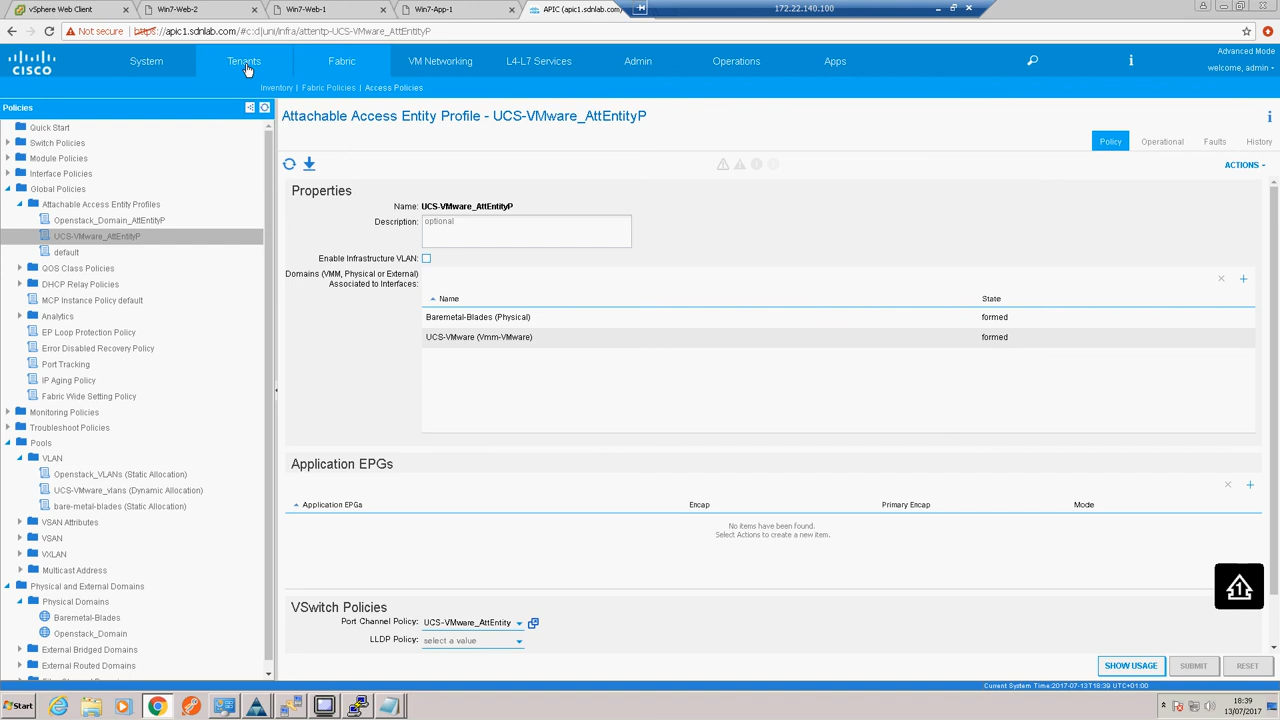 vSphere Web Client
Win7-Web-2
Win7-Web-1
Win7-App-1
APIC (apic1.sdnlab.com/
172.22.140.100
Not secure
https://apic1.sdnlab.com/#c:d|uni/infra/attentp-UCS-VMware_AttEntityP
CISCO
System
Tenants
Fabric
VM Networking
L4-L7 Services
Admin
Operations
Apps
Advanced Mode
welcome, admin
Inventory | Fabric Policies | Access Policies
Policies
Quick Start
Switch Policies
Module Policies
Interface Policies
Global Policies
Attachable Access Entity Profiles
Openstack_Domain_AttEntityP
UCS-VMware_AttEntityP
default
QOS Class Policies
DHCP Relay Policies
MCP Instance Policy default
Analytics
EP Loop Protection Policy
Error Disabled Recovery Policy
Port Tracking
IP Aging Policy
Fabric Wide Setting Policy
Monitoring Policies
Troubleshoot Policies
Pools
VLAN
Openstack_VLANs (Static Allocation)
UCS-VMware_vlans (Dynamic Allocation)
bare-metal-blades (Static Allocation)
VSAN Attributes
VSAN
VXLAN
Multicast Address
Physical and External Domains
Physical Domains
Baremetal-Blades
Openstack_Domain
External Bridged Domains
External Routed Domains
Attachable Access Entity Profile - UCS-VMware_AttEntityP
Policy
Operational
Faults
History
ACTIONS
Properties
Name: UCS-VMware_AttEntityP
Description: optional
Enable Infrastructure VLAN:
Domains (VMM, Physical or External)
Associated to Interfaces:
Name
State
Baremetal-Blades (Physical)
formed
UCS-VMware (Vmm-VMware)
formed
Application EPGs
Application EPGs
Encap
Primary Encap
Mode
No items have been found.
Select Actions to create a new item.
VSwitch Policies
Port Channel Policy: UCS-VMware_AttEntity
LLDP Policy: select a value
SHOW USAGE
SUBMIT
RESET
Current System Time:2017-07-13T18:39 UTC+01:00
Start
18:39
13/07/2017